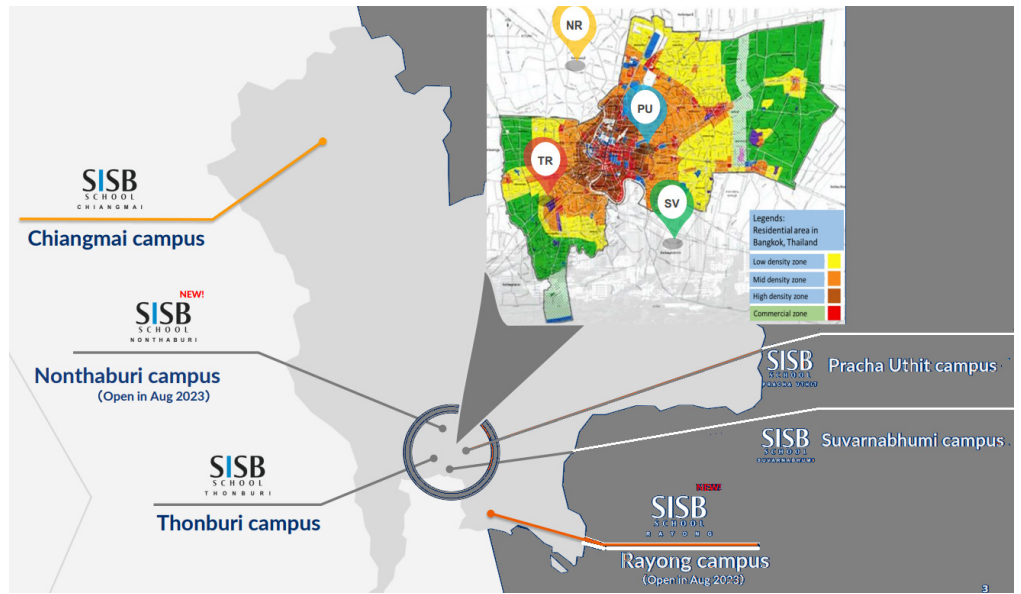 NR
PU
TR
SV
Legends:
Residential area in
Bangkok, Thailand
Low density zone
Mid density zone
High density zone
Commercial zone
SISB
SCHOOL
CHIANGMAI
Chiangmai campus
NEW!
SISB
SCHOOL
NONTHABURI
Nonthaburi campus
(Open in Aug 2023)
SISB
SCHOOL
THONBURI
Thonburi campus
SISB
SCHOOL
PRACHA UTHIT
Pracha Uthit campus
SISB
SCHOOL
SUVARNABHUMI
Suvarnabhumi campus
NEW!
SISB
SCHOOL
RAYONG
Rayong campus
(Open in Aug 2023)
3